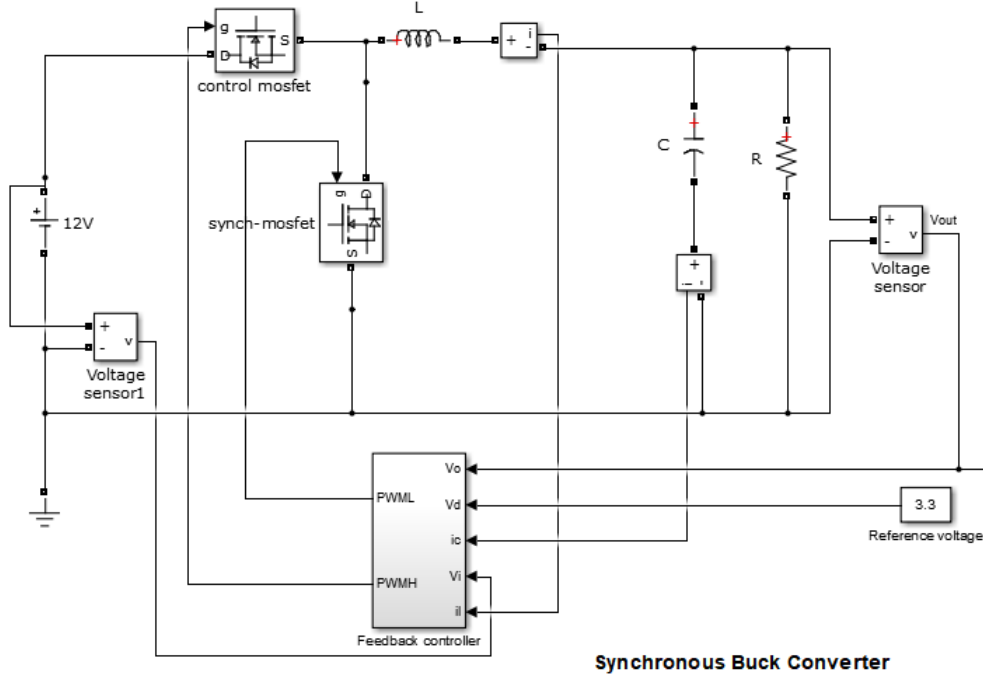 L
g
S
D
control mosfet
+
i
-
C
R
g
D
S
synch-mosfet
+
12V
+
-
v
Voltage
sensor1
+
i
-
+
-
v
Vout
Voltage
sensor
PWML
PWMH
Vo
Vd
ic
Vi
il
Feedback controller
3.3
Reference voltage
Synchronous Buck Converter